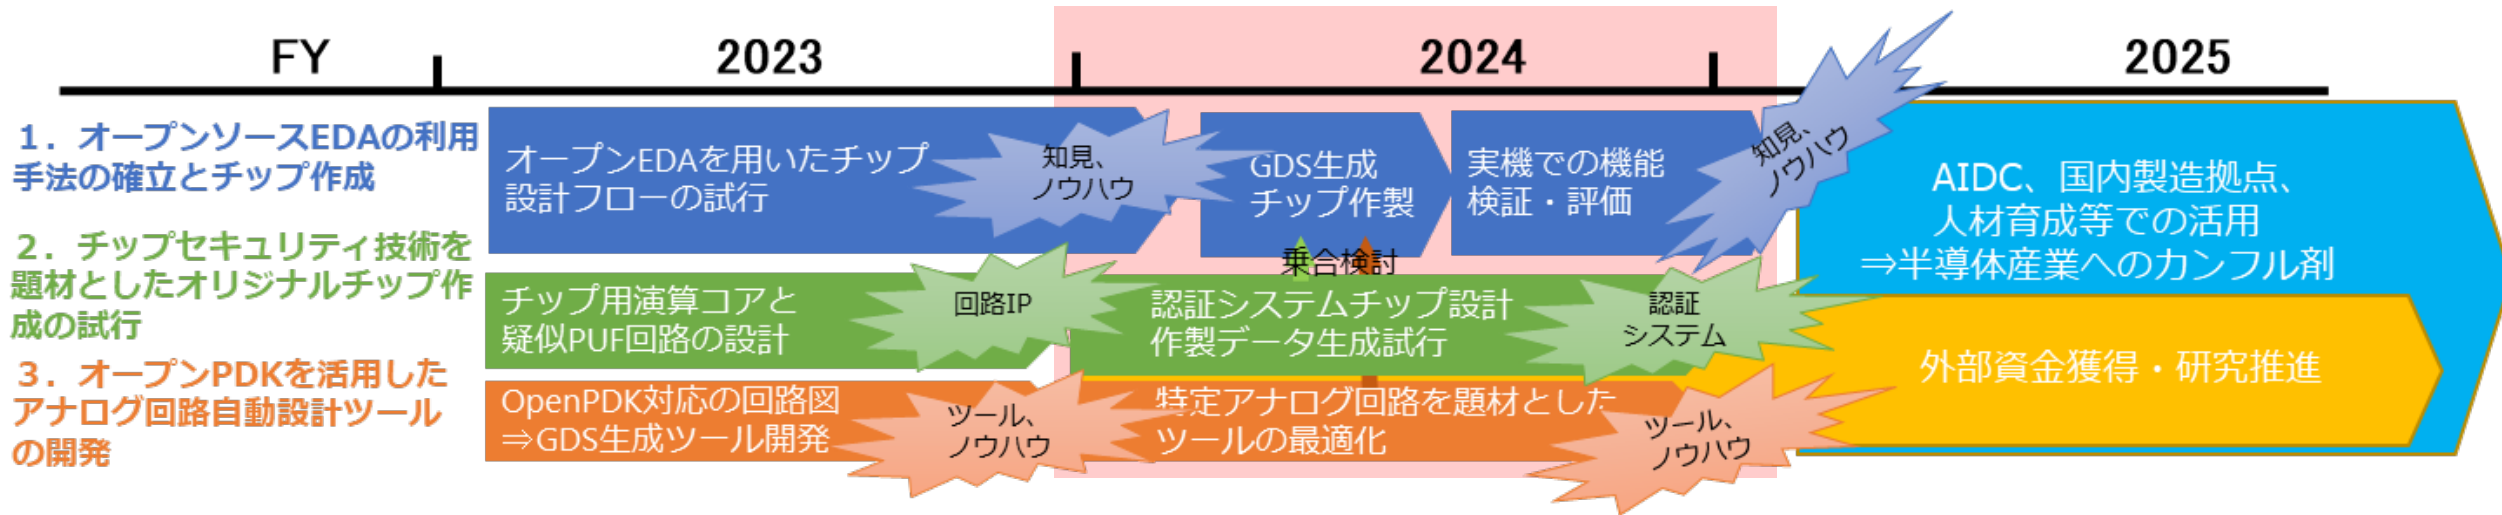 FY
2023
2024
2025
1．オープンソースEDAの利用
手法の確立とチップ作成
オープンEDAを用いたチップ
設計フローの試行
知見、
ノウハウ
GDS生成
チップ作製
実機での機能
検証・評価
知見、
ノウハウ
AIDC、国内製造拠点、
人材育成等での活用
⇒半導体産業へのカンフル剤
乗合検討
2．チップセキュリティ技術を
題材としたオリジナルチップ作
成の試行
チップ用演算コアと
疑似PUF回路の設計
回路IP
認証システムチップ設計
作製データ生成試行
認証
システム
外部資金獲得・研究推進
3．オープンPDKを活用した
アナログ回路自動設計ツール
の開発
OpenPDK対応の回路図
⇒GDS生成ツール開発
ツール、
ノウハウ
特定アナログ回路を題材とした
ツールの最適化
ツール、
ノウハウ